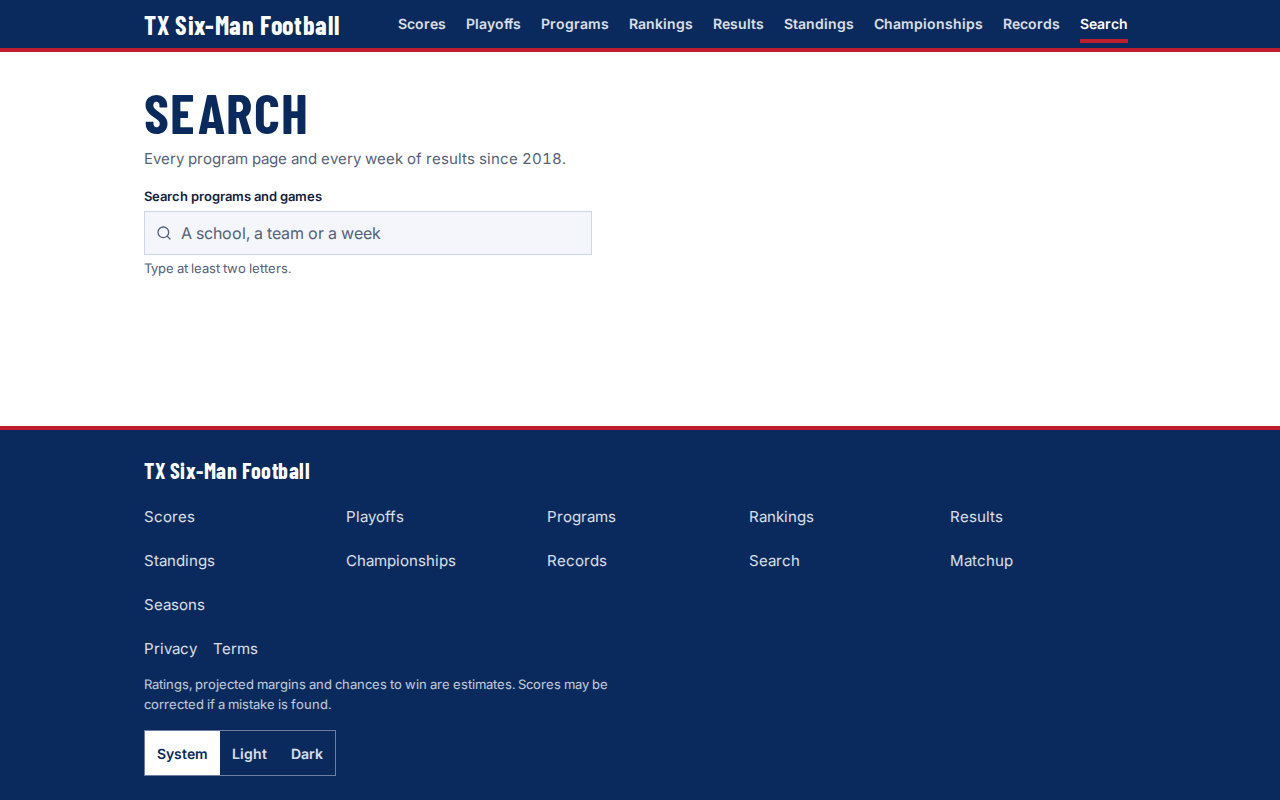 TX Six-Man Football
Scores Playoffs Programs Rankings Results Standings Championships Records Search
SEARCH
Every program page and every week of results since 2018.
Search programs and games
A school, a team or a week
Type at least two letters.
TX Six-Man Football
Scores Playoffs Programs Rankings Results
Standings Championships Records Search Matchup
Seasons
Privacy Terms
Ratings, projected margins and chances to win are estimates. Scores may be
corrected if a mistake is found.
System Light Dark